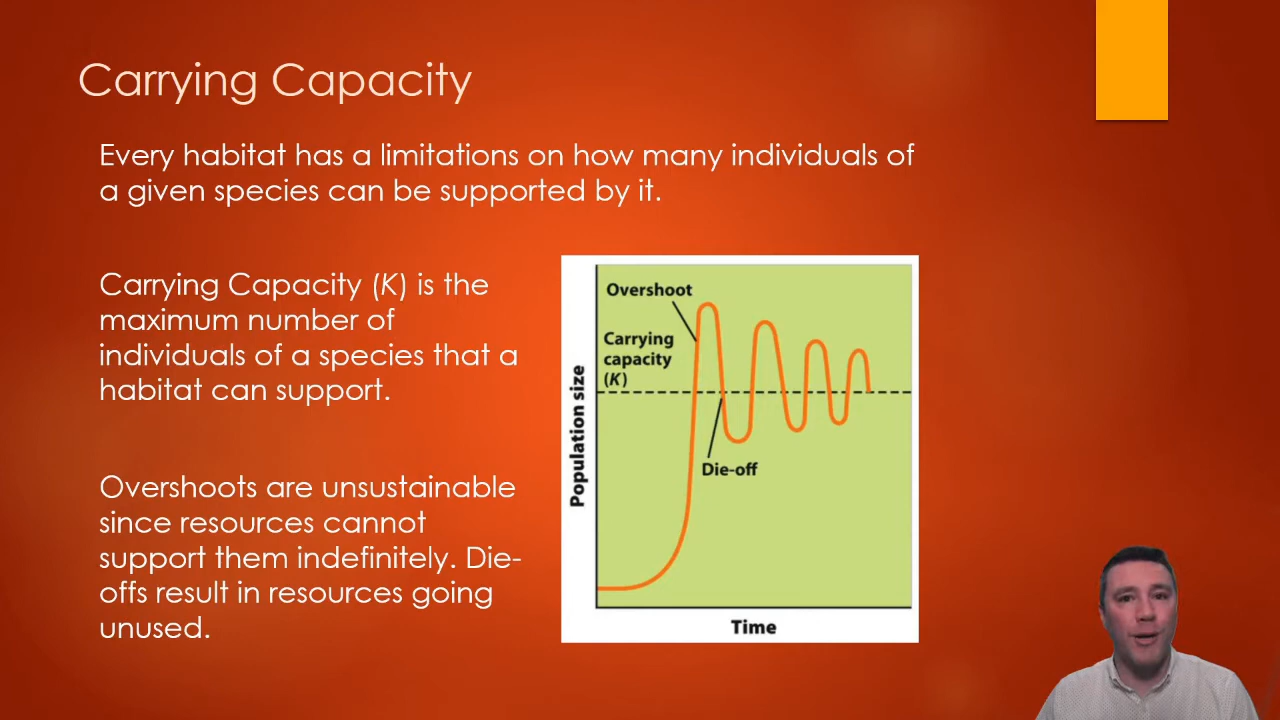 Carrying Capacity
Every habitat has a limitations on how many individuals of
a given species can be supported by it.
Carrying Capacity (K) is the
maximum number of
individuals of a species that a
habitat can support.
Overshoots are unsustainable
since resources cannot
support them indefinitely. Die-
offs result in resources going
unused.
Overshoot
Carrying
capacity
(K)
Die-off
Population size
Time